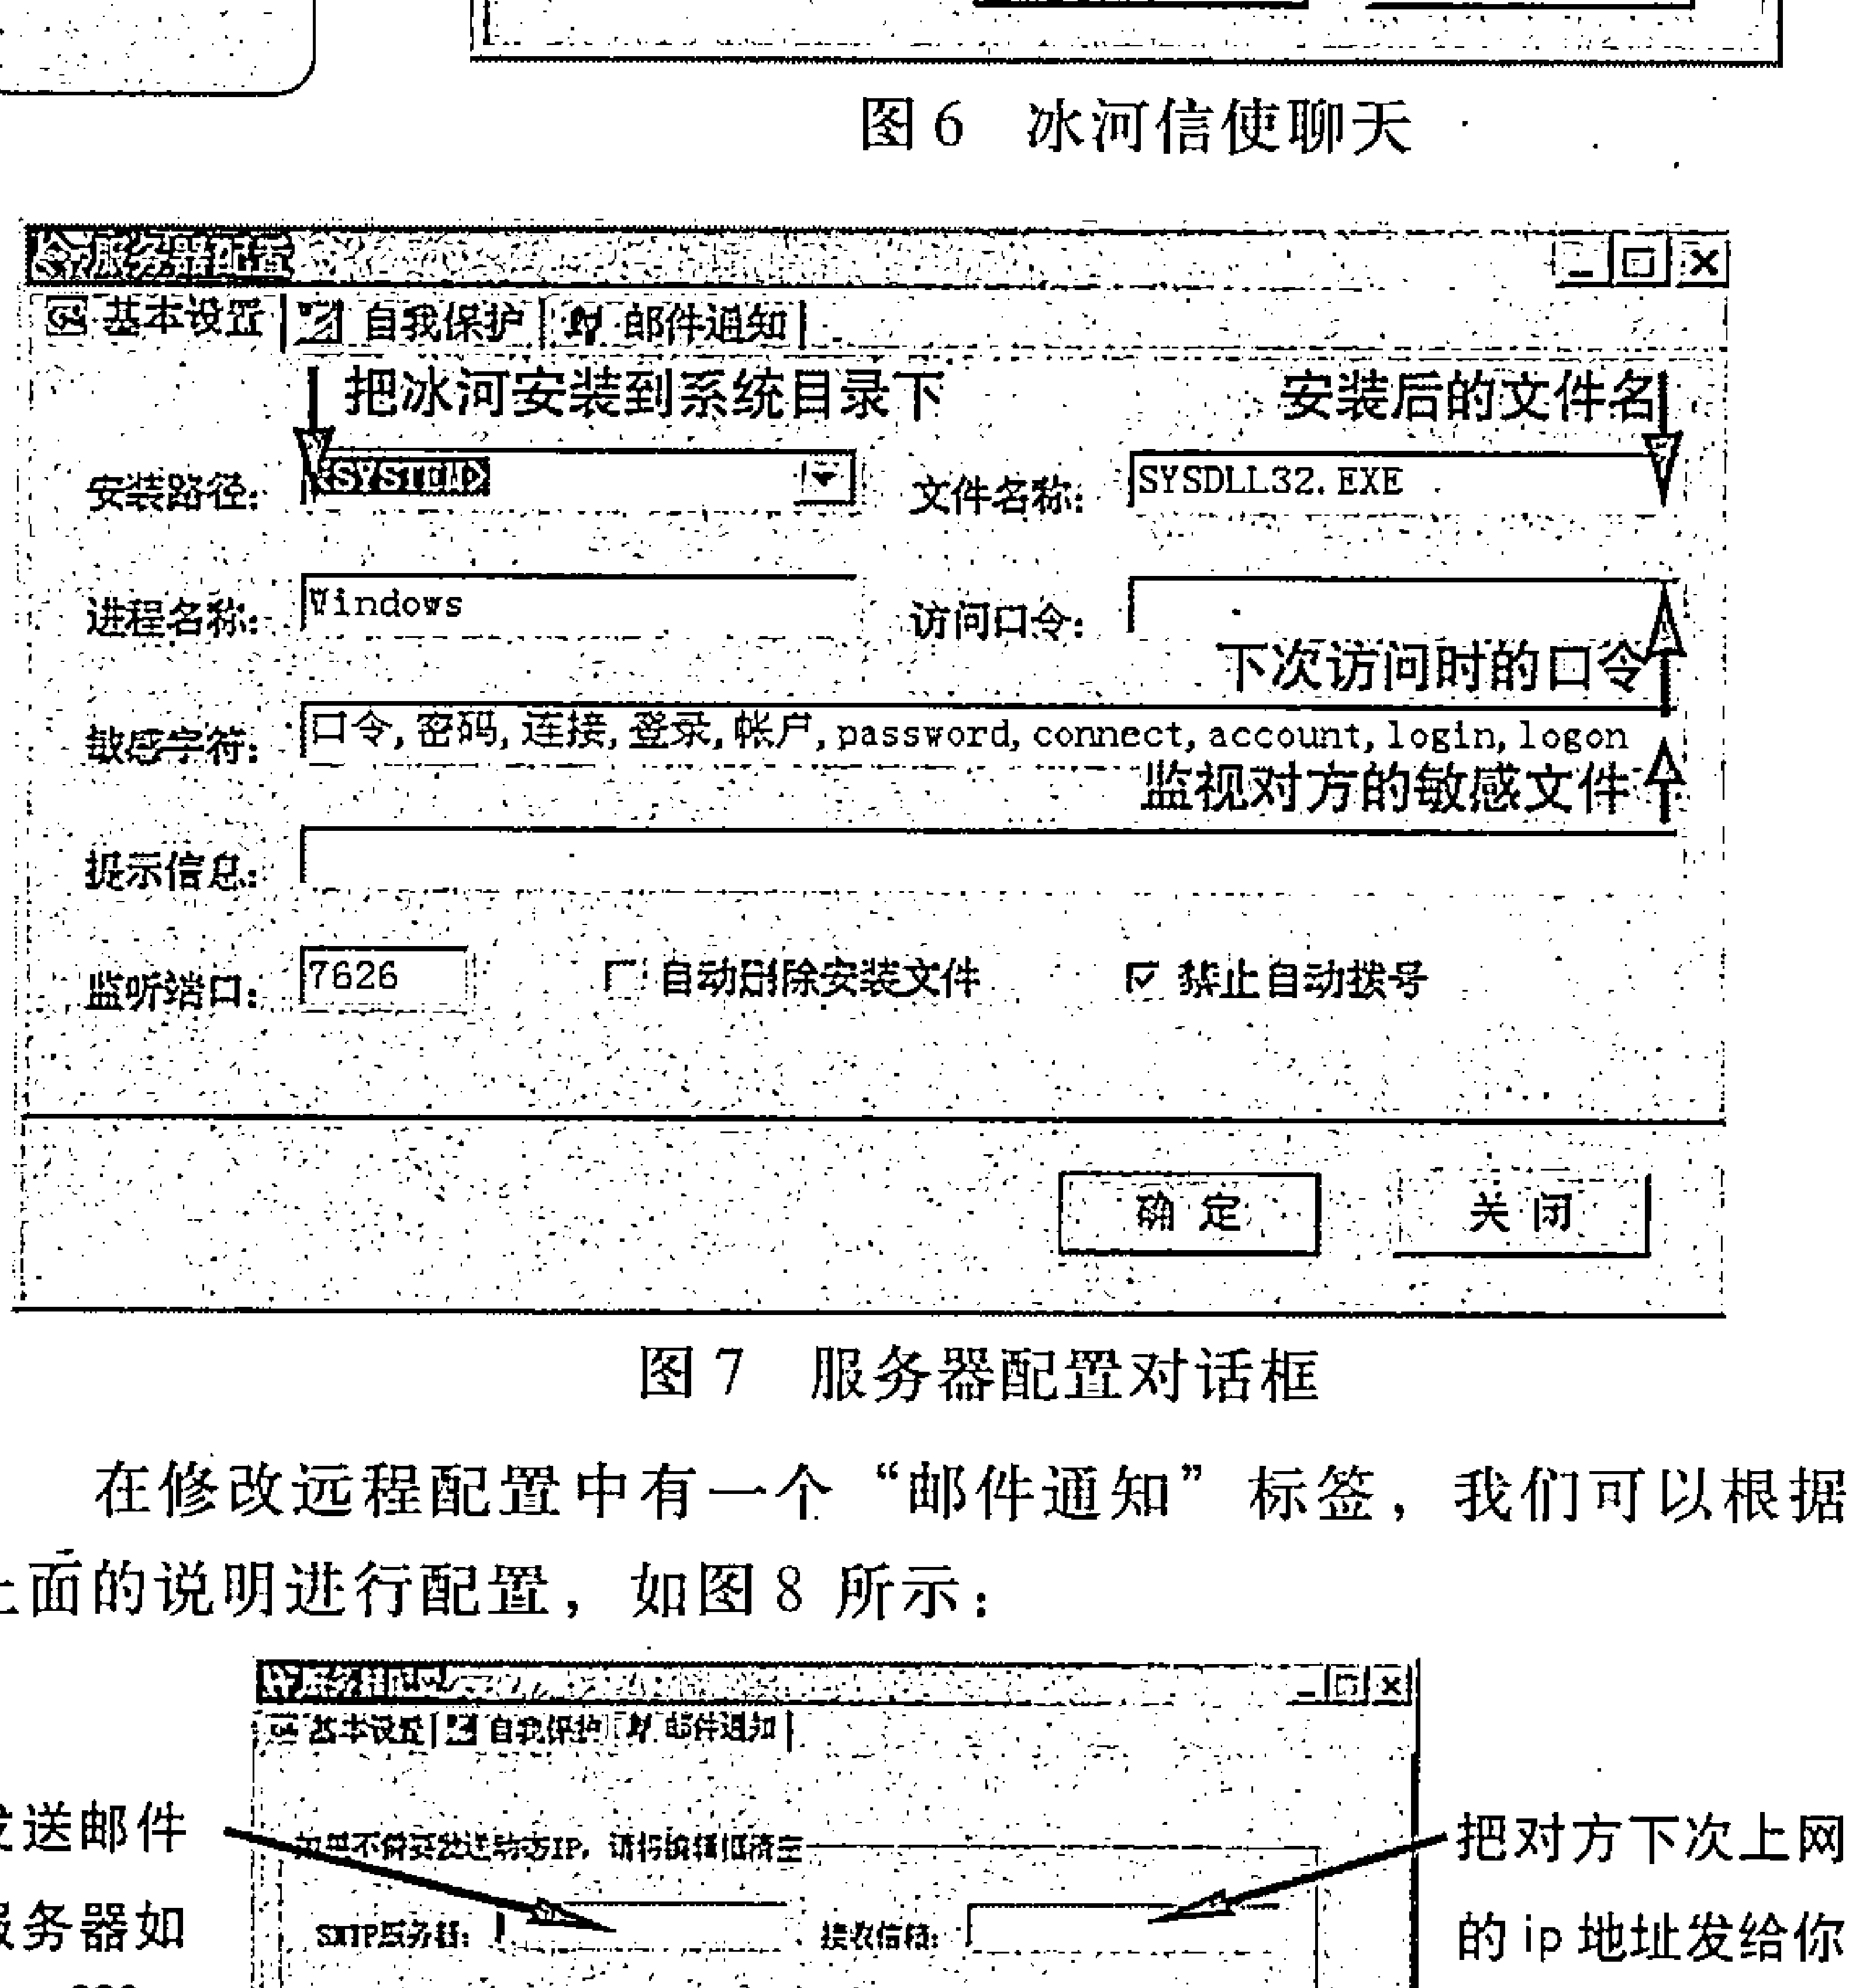 图6 冰河信使聊天
服务器配置
基本设置 自我保护 邮件通知
把冰河安装到系统目录下 安装后的文件名
安装路径: <SYSTEM> 文件名称: SYSDLL32.EXE
进程名称: Windows 访问口令:
下次访问时的口令
敏感字符: 口令,密码,连接,登录,帐户,password,connect,account,login,logon
监视对方的敏感文件
提示信息:
监听端口: 7626 自动删除安装文件 禁止自动拨号
确 定 关 闭
图7 服务器配置对话框
在修改远程配置中有一个“邮件通知”标签，我们可以根据
上面的说明进行配置，如图8 所示：
基本设置 自我保护 邮件通知
发送邮件 把对方下次上网
服务器如 SMTP服务器: 接收信箱: 的ip地址发给你